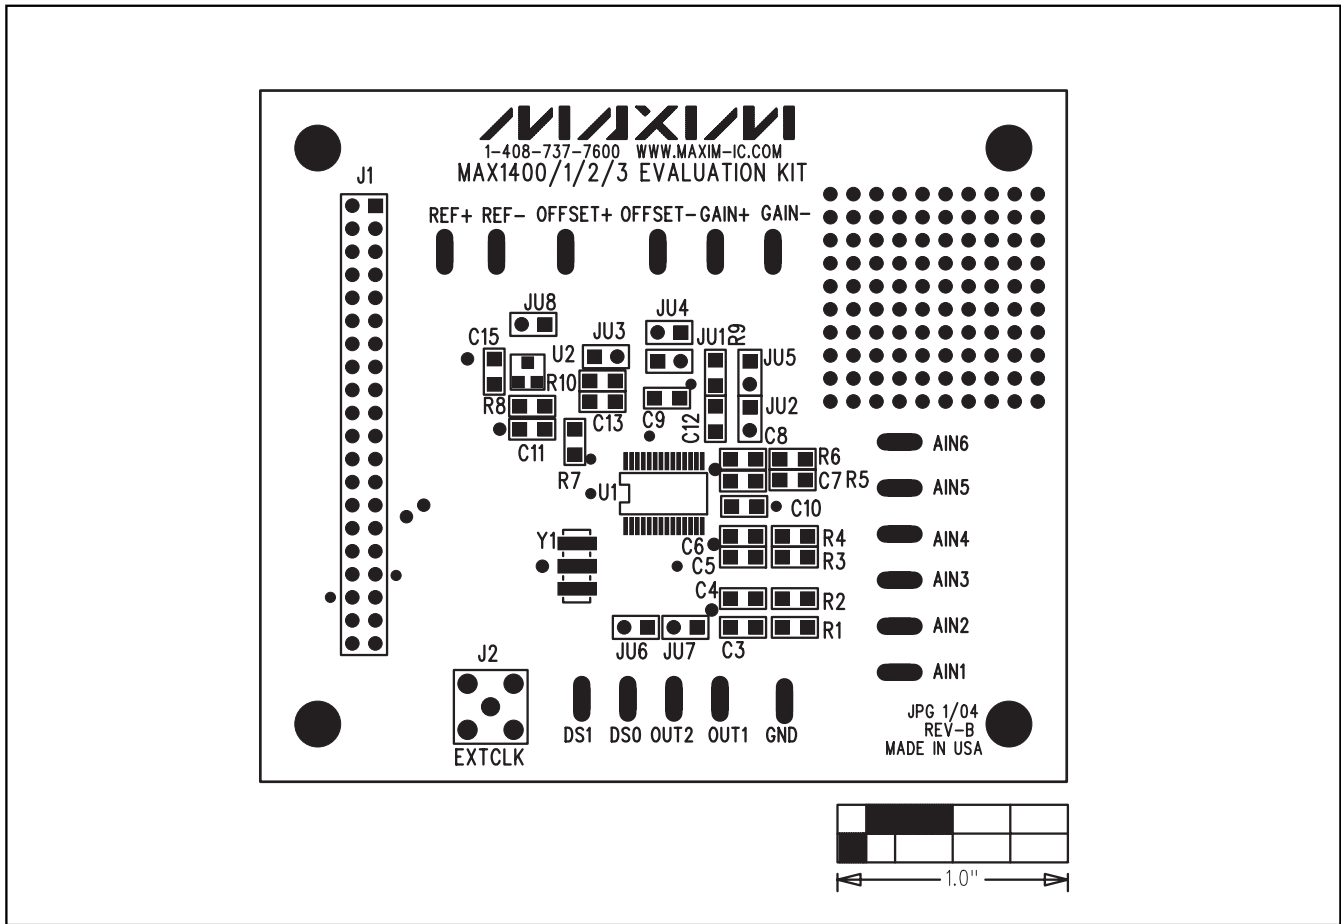 MAXIM
1-408-737-7600 WWW.MAXIM-IC.COM
MAX1400/1/2/3 EVALUATION KIT
J1
REF+ REF- OFFSET+ OFFSET- GAIN+ GAIN-
JU8
JU4
C15
JU3
JU1
R9
U2
JU5
R10
R8
JU2
C9
C13
C12
C11
C8
R6
R7
U1
C7
R5
AIN6
AIN5
C10
Y1
C6
R4
AIN4
C5
R3
AIN3
C4
R2
AIN2
R1
JU6
JU7
C3
J2
AIN1
EXTCLK
DS1 DS0 OUT2 OUT1 GND
JPG 1/04
REV-B
MADE IN USA
1.0"